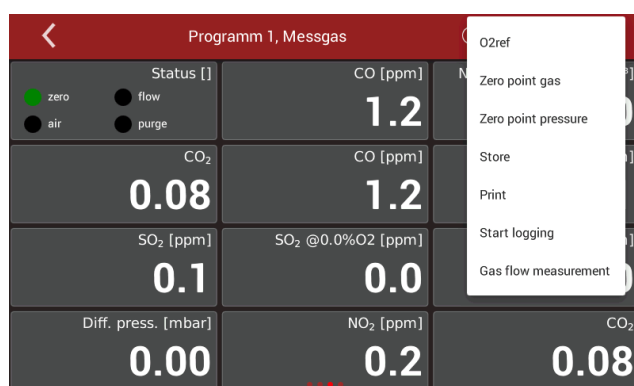 Programm 1, Messgas
O2ref
Zero point gas
Zero point pressure
Store
Print
Start logging
Gas flow measurement
Status []
zero
flow
air
purge
CO [ppm]
1.2
CO₂
0.08
CO [ppm]
1.2
SO₂ [ppm]
0.1
SO₂ @0.0%O2 [ppm]
0.0
Diff. press. [mbar]
0.00
NO₂ [ppm]
0.2
CO₂
0.08